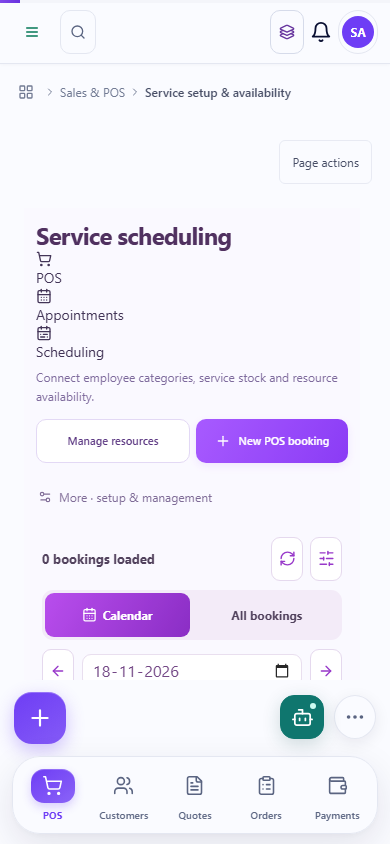 SA
Sales & POS
Service setup & availability
Page actions
Service scheduling
POS
Appointments
Scheduling
Connect employee categories, service stock and resource
availability.
Manage resources
New POS booking
More · setup & management
0 bookings loaded
Calendar
All bookings
18-11-2026
POS
Customers
Quotes
Orders
Payments